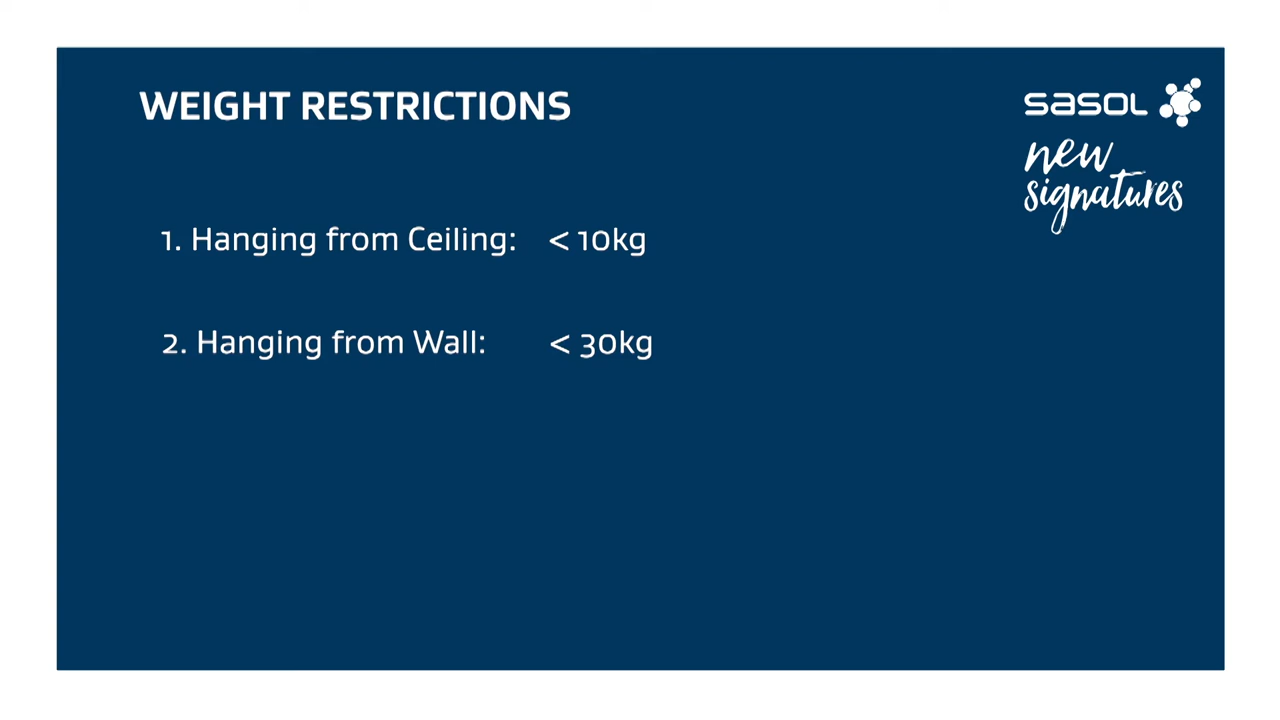 WEIGHT RESTRICTIONS
sasol
new
signatures
1. Hanging from Ceiling: < 10kg
2. Hanging from Wall: < 30kg